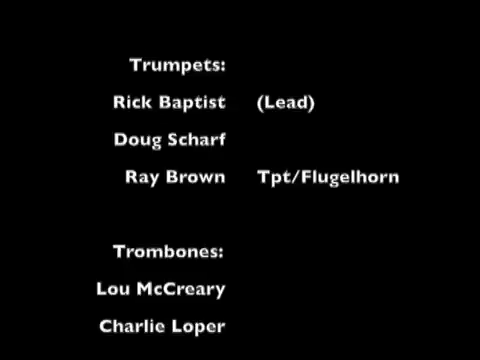 Trumpets:
Rick Baptist (Lead)
Doug Scharf
Ray Brown Tpt/Flugelhorn
Trombones:
Lou McCreary
Charlie Loper